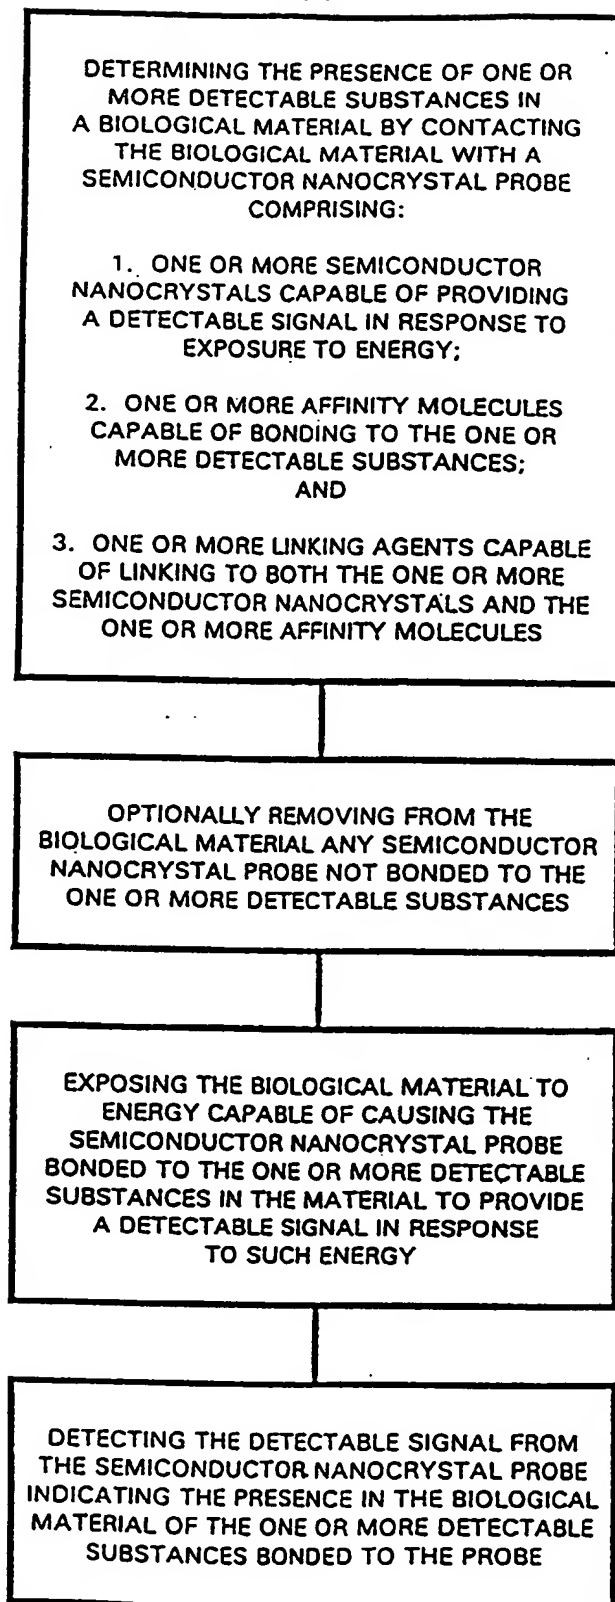 DETERMINING THE PRESENCE OF ONE OR
MORE DETECTABLE SUBSTANCES IN
A BIOLOGICAL MATERIAL BY CONTACTING
THE BIOLOGICAL MATERIAL WITH A
SEMICONDUCTOR NANOCRYSTAL PROBE
COMPRISING:
1. ONE OR MORE SEMICONDUCTOR
NANOCRYSTALS CAPABLE OF PROVIDING
A DETECTABLE SIGNAL IN RESPONSE TO
EXPOSURE TO ENERGY;
2. ONE OR MORE AFFINITY MOLECULES
CAPABLE OF BONDING TO THE ONE OR
MORE DETECTABLE SUBSTANCES;
AND
3. ONE OR MORE LINKING AGENTS CAPABLE
OF LINKING TO BOTH THE ONE OR MORE
SEMICONDUCTOR NANOCRYSTALS AND THE
ONE OR MORE AFFINITY MOLECULES
OPTIONALLY REMOVING FROM THE
BIOLOGICAL MATERIAL ANY SEMICONDUCTOR
NANOCRYSTAL PROBE NOT BONDED TO THE
ONE OR MORE DETECTABLE SUBSTANCES
EXPOSING THE BIOLOGICAL MATERIAL TO
ENERGY CAPABLE OF CAUSING THE
SEMICONDUCTOR NANOCRYSTAL PROBE
BONDED TO THE ONE OR MORE DETECTABLE
SUBSTANCES IN THE MATERIAL TO PROVIDE
A DETECTABLE SIGNAL IN RESPONSE
TO SUCH ENERGY
DETECTING THE DETECTABLE SIGNAL FROM
THE SEMICONDUCTOR NANOCRYSTAL PROBE
INDICATING THE PRESENCE IN THE BIOLOGICAL
MATERIAL OF THE ONE OR MORE DETECTABLE
SUBSTANCES BONDED TO THE PROBE